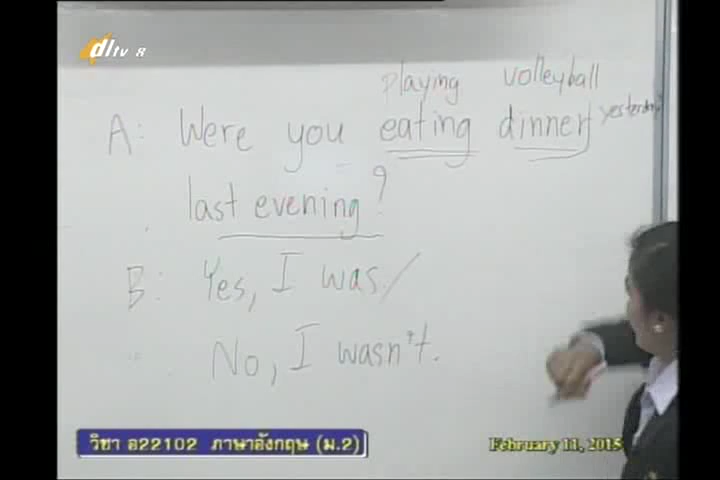 dltv 8
playing volleyball
A: Were you eating dinner yesterday?
last evening?
B: Yes, I was./
No, I wasn't.
วิชา อ22102 ภาษาอังกฤษ (ม.2)
February 11, 2015